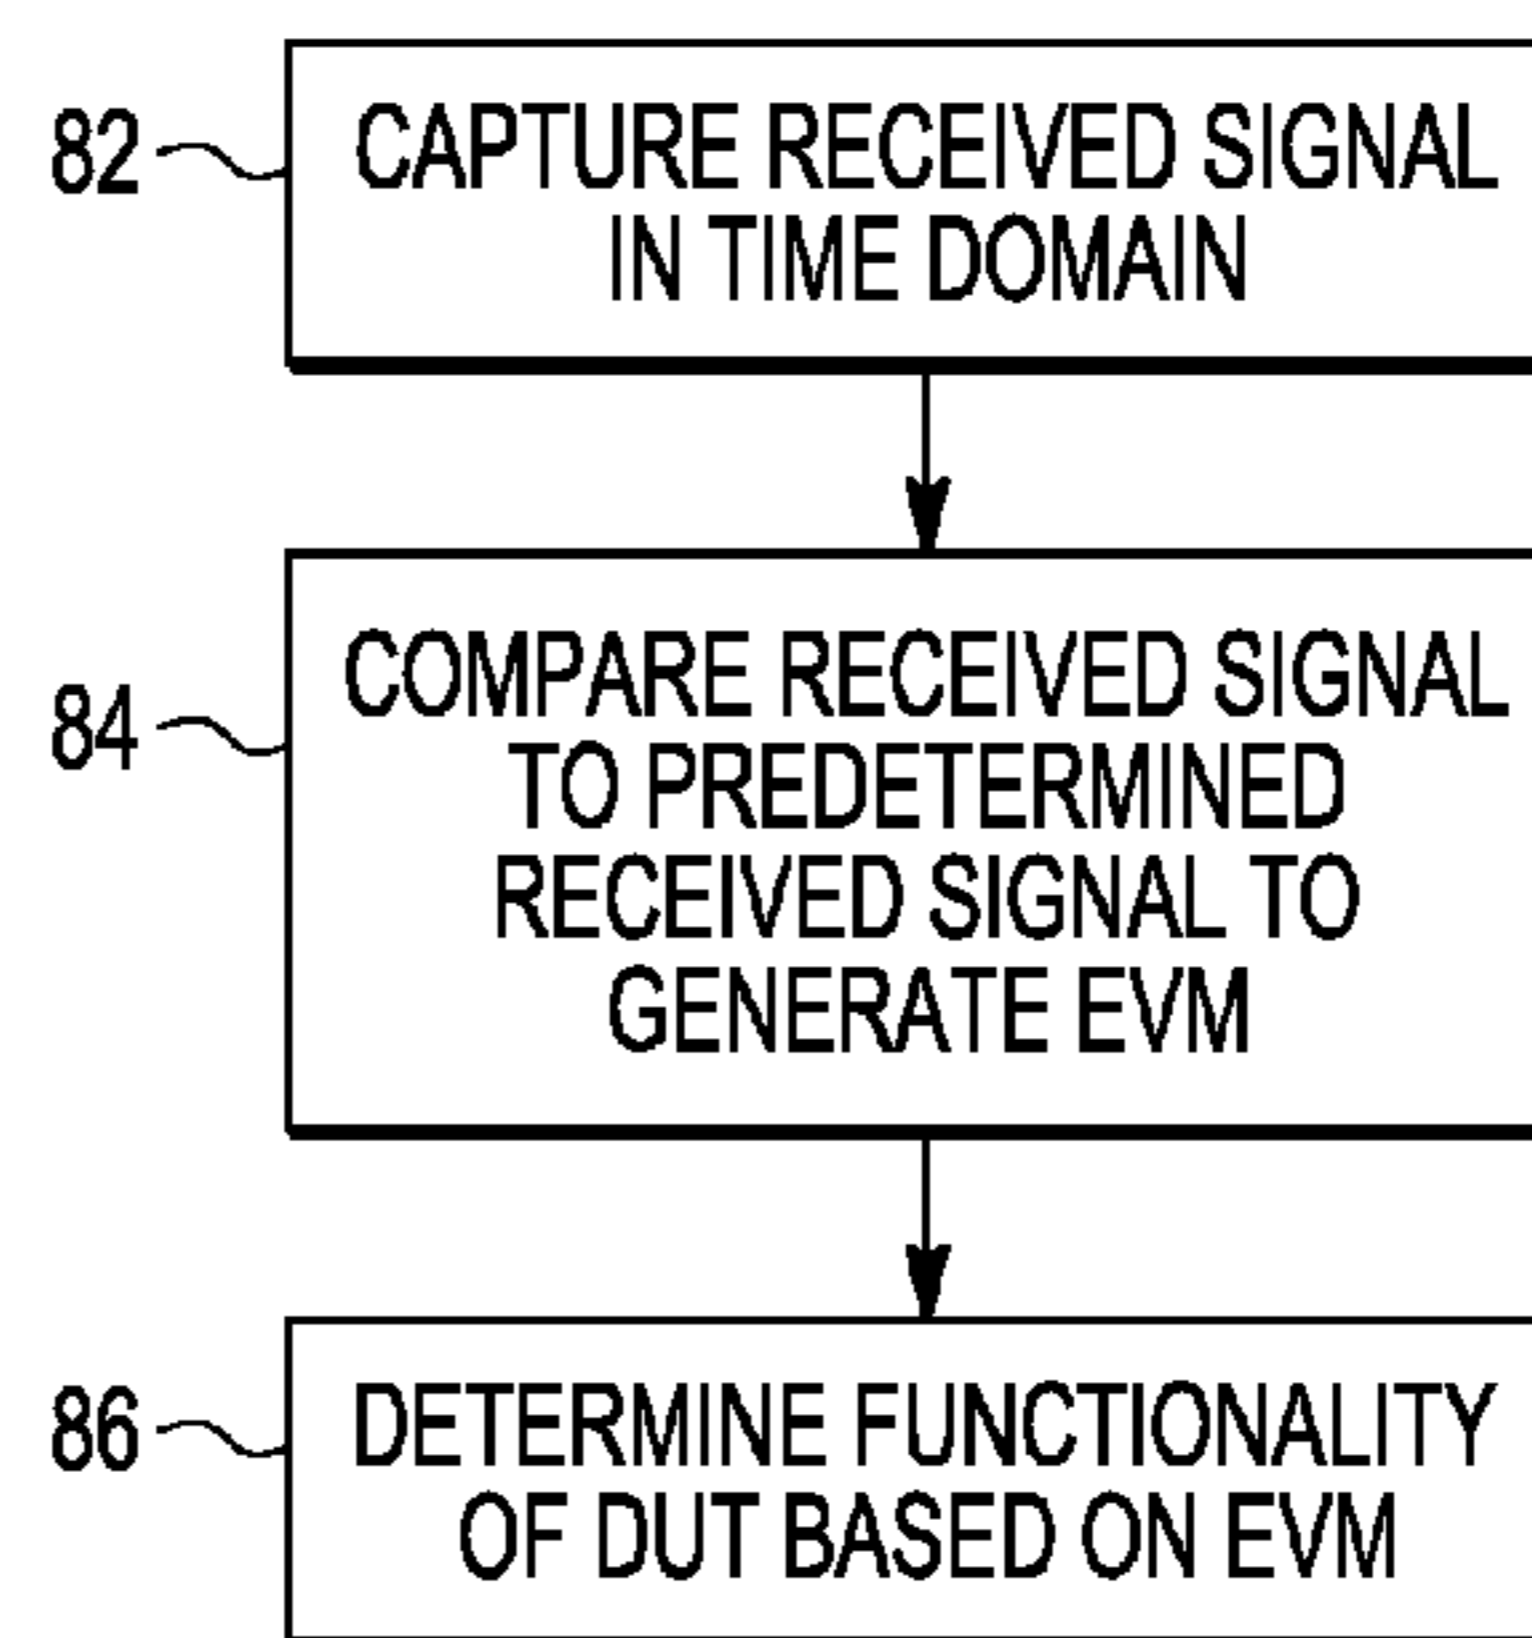 82
CAPTURE RECEIVED SIGNAL
IN TIME DOMAIN
84
COMPARE RECEIVED SIGNAL
TO PREDETERMINED
RECEIVED SIGNAL TO
GENERATE EVM
86
DETERMINE FUNCTIONALITY
OF DUT BASED ON EVM